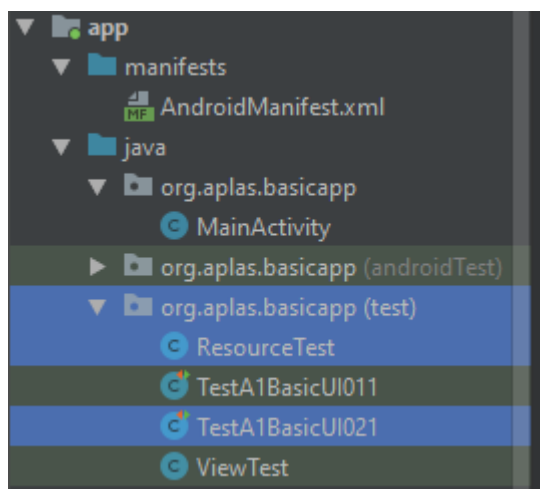 app
manifests
MF AndroidManifest.xml
java
org.aplas.basicapp
C MainActivity
org.aplas.basicapp (androidTest)
org.aplas.basicapp (test)
C ResourceTest
C TestA1BasicUI011
C TestA1BasicUI021
C ViewTest